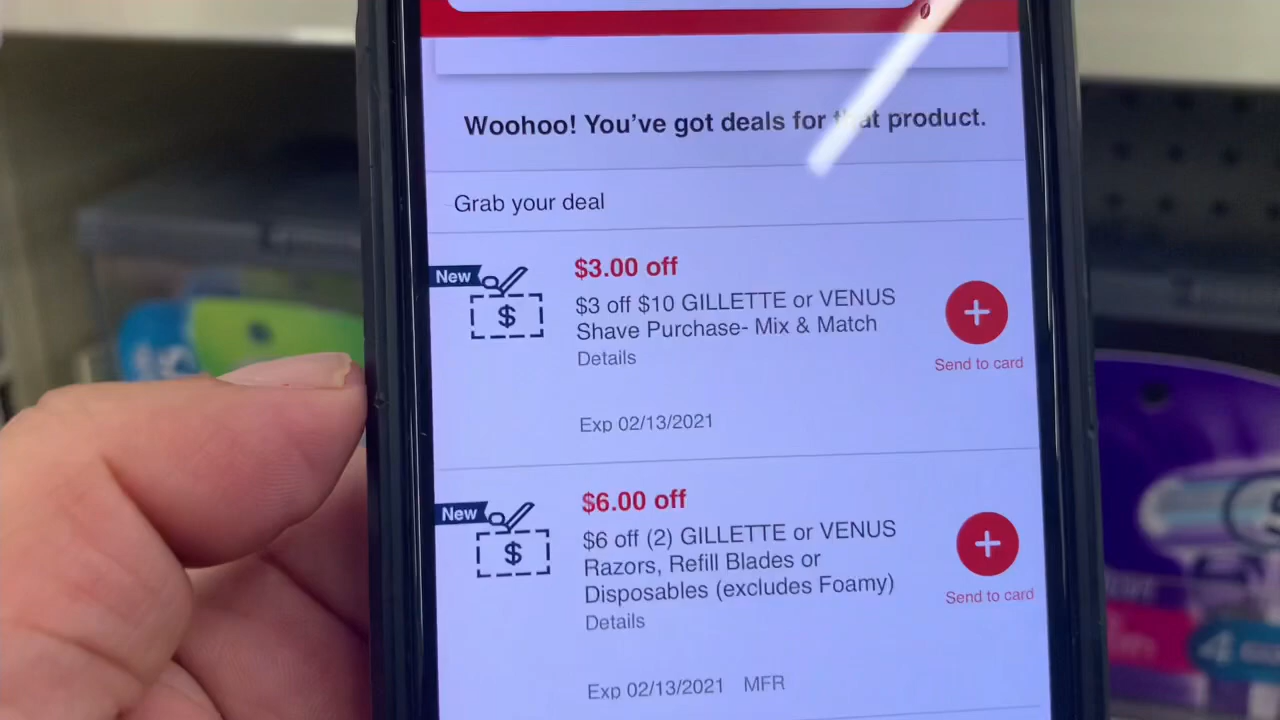 Woohoo! You've got deals for that product.
Grab your deal
New
$3.00 off
$
$3 off $10 GILLETTE or VENUS
Shave Purchase- Mix & Match
Details
Send to card
Exp 02/13/2021
New
$6.00 off
$
$6 off (2) GILLETTE or VENUS
Razors, Refill Blades or
Disposables (excludes Foamy)
Details
Send to card
Exp 02/13/2021 MFR
4